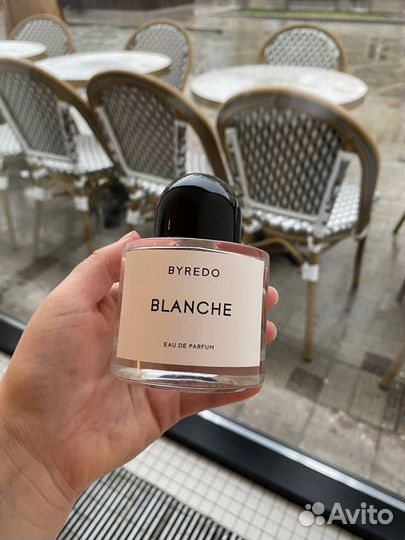 BYREDO
BLANCHE
EAU DE PARFUM
Avito